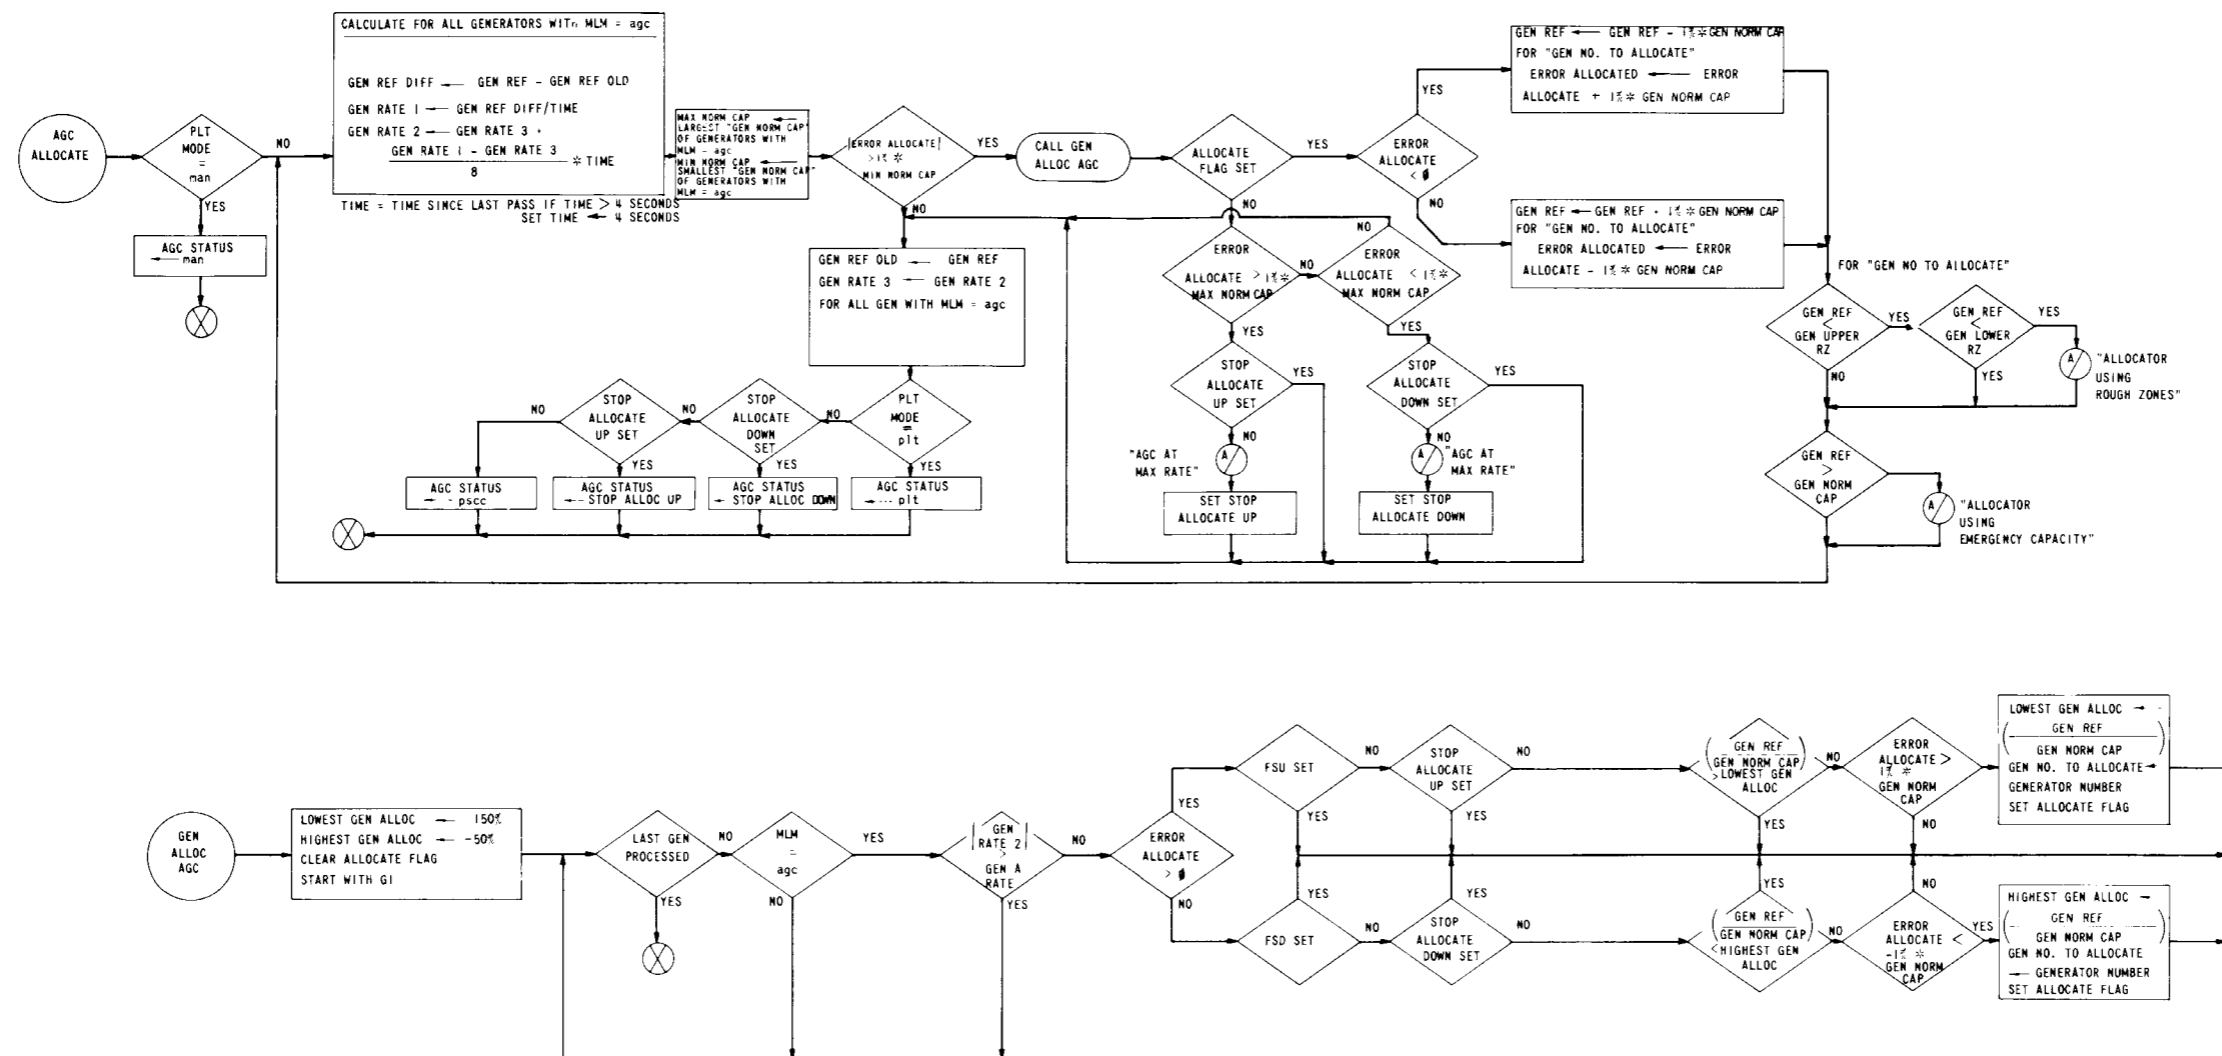 AGC
ALLOCATE
PLT
MODE
=
man
NO
YES
AGC STATUS
← man
CALCULATE FOR ALL GENERATORS WITH MLM = agc
GEN REF DIFF ← GEN REF - GEN REF OLD
GEN RATE 1 ← GEN REF DIFF/TIME
GEN RATE 2 ← GEN RATE 3 +
GEN RATE 1 - GEN RATE 3
8
* TIME
TIME = TIME SINCE LAST PASS IF TIME > 4 SECONDS
SET TIME ← 4 SECONDS
MAX NORM CAP ←
LARGEST "GEN NORM CAP"
OF GENERATORS WITH
MLM = agc
MIN NORM CAP ←
SMALLEST "GEN NORM CAP"
OF GENERATORS WITH
MLM = agc
|ERROR ALLOCATE|
> 1% *
MIN NORM CAP
YES
NO
CALL GEN
ALLOC AGC
ALLOCATE
FLAG SET
YES
NO
ERROR
ALLOCATE
< 0
YES
NO
GEN REF ← GEN REF - 1% * GEN NORM CAP
FOR "GEN NO. TO ALLOCATE"
ERROR ALLOCATED ← ERROR
ALLOCATE + 1% * GEN NORM CAP
GEN REF ← GEN REF + 1% * GEN NORM CAP
FOR "GEN NO. TO ALLOCATE"
ERROR ALLOCATED ← ERROR
ALLOCATE - 1% * GEN NORM CAP
FOR "GEN NO TO ALLOCATE"
GEN REF
<
GEN UPPER
RZ
YES
NO
GEN REF
<
GEN LOWER
RZ
YES
YES
A
"ALLOCATOR
USING
ROUGH ZONES"
GEN REF
>
GEN NORM
CAP
YES
A
"ALLOCATOR
USING
EMERGENCY CAPACITY"
GEN REF OLD ← GEN REF
GEN RATE 3 ← GEN RATE 2
FOR ALL GEN WITH MLM = agc
ERROR
ALLOCATE > 1% *
MAX NORM CAP
NO
YES
ERROR
ALLOCATE < 1% *
MAX NORM CAP
NO
YES
STOP
ALLOCATE
UP SET
YES
NO
STOP
ALLOCATE
DOWN SET
YES
NO
"AGC AT
MAX RATE"
A
A
"AGC AT
MAX RATE"
SET STOP
ALLOCATE UP
SET STOP
ALLOCATE DOWN
PLT
MODE
=
plt
NO
YES
STOP
ALLOCATE
DOWN
SET
NO
YES
STOP
ALLOCATE
UP SET
NO
YES
AGC STATUS
← pscc
AGC STATUS
← STOP ALLOC UP
AGC STATUS
← STOP ALLOC DOWN
AGC STATUS
← plt
GEN
ALLOC
AGC
LOWEST GEN ALLOC ← 150%
HIGHEST GEN ALLOC ← -50%
CLEAR ALLOCATE FLAG
START WITH G1
LAST GEN
PROCESSED
NO
YES
MLM
=
agc
YES
NO
|GEN
RATE 2|
>
GEN A
RATE
NO
YES
ERROR
ALLOCATE
> 0
YES
NO
FSU SET
NO
YES
STOP
ALLOCATE
UP SET
NO
YES
(GEN REF
GEN NORM CAP)
> LOWEST GEN
ALLOC
NO
YES
ERROR
ALLOCATE >
1% *
GEN NORM
CAP
NO
LOWEST GEN ALLOC ←
(GEN REF
GEN NORM CAP)
GEN NO. TO ALLOCATE ←
GENERATOR NUMBER
SET ALLOCATE FLAG
FSD SET
YES
NO
STOP
ALLOCATE
DOWN SET
YES
NO
(GEN REF
GEN NORM CAP)
< HIGHEST GEN
ALLOC
YES
NO
ERROR
ALLOCATE <
-1% *
GEN NORM
CAP
NO
YES
HIGHEST GEN ALLOC ←
(GEN REF
GEN NORM CAP)
GEN NO. TO ALLOCATE
← GENERATOR NUMBER
SET ALLOCATE FLAG